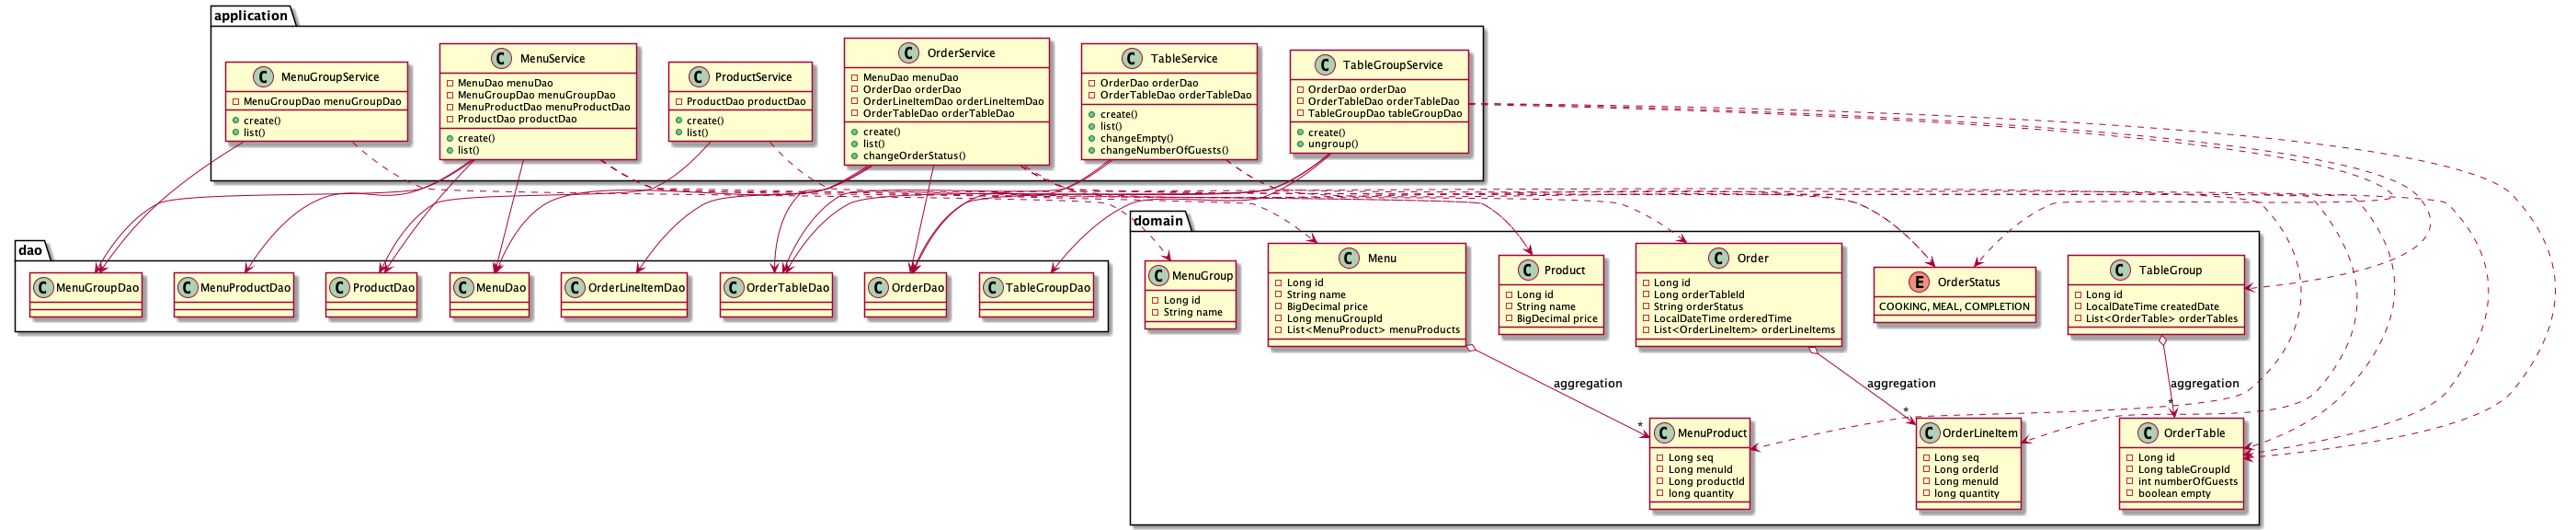 application
C MenuGroupService
MenuGroupDao menuGroupDao
create()
list()
C MenuService
MenuDao menuDao
MenuGroupDao menuGroupDao
MenuProductDao menuProductDao
ProductDao productDao
create()
list()
C ProductService
ProductDao productDao
create()
list()
C OrderService
MenuDao menuDao
OrderDao orderDao
OrderLineItemDao orderLineItemDao
OrderTableDao orderTableDao
create()
list()
changeOrderStatus()
C TableService
OrderDao orderDao
OrderTableDao orderTableDao
create()
list()
changeEmpty()
changeNumberOfGuests()
C TableGroupService
OrderDao orderDao
OrderTableDao orderTableDao
TableGroupDao tableGroupDao
create()
ungroup()
dao
C MenuGroupDao
C MenuProductDao
C ProductDao
C MenuDao
C OrderLineItemDao
C OrderTableDao
C OrderDao
C TableGroupDao
domain
C MenuGroup
Long id
String name
C Menu
Long id
String name
BigDecimal price
Long menuGroupId
List<MenuProduct> menuProducts
C Product
Long id
String name
BigDecimal price
C Order
Long id
Long orderTableId
String orderStatus
LocalDateTime orderedTime
List<OrderLineItem> orderLineItems
E OrderStatus
COOKING, MEAL, COMPLETION
C TableGroup
Long id
LocalDateTime createdDate
List<OrderTable> orderTables
aggregation
aggregation
aggregation
*
*
*
C MenuProduct
Long seq
Long menuId
Long productId
long quantity
C OrderLineItem
Long seq
Long orderId
Long menuId
long quantity
C OrderTable
Long id
Long tableGroupId
int numberOfGuests
boolean empty